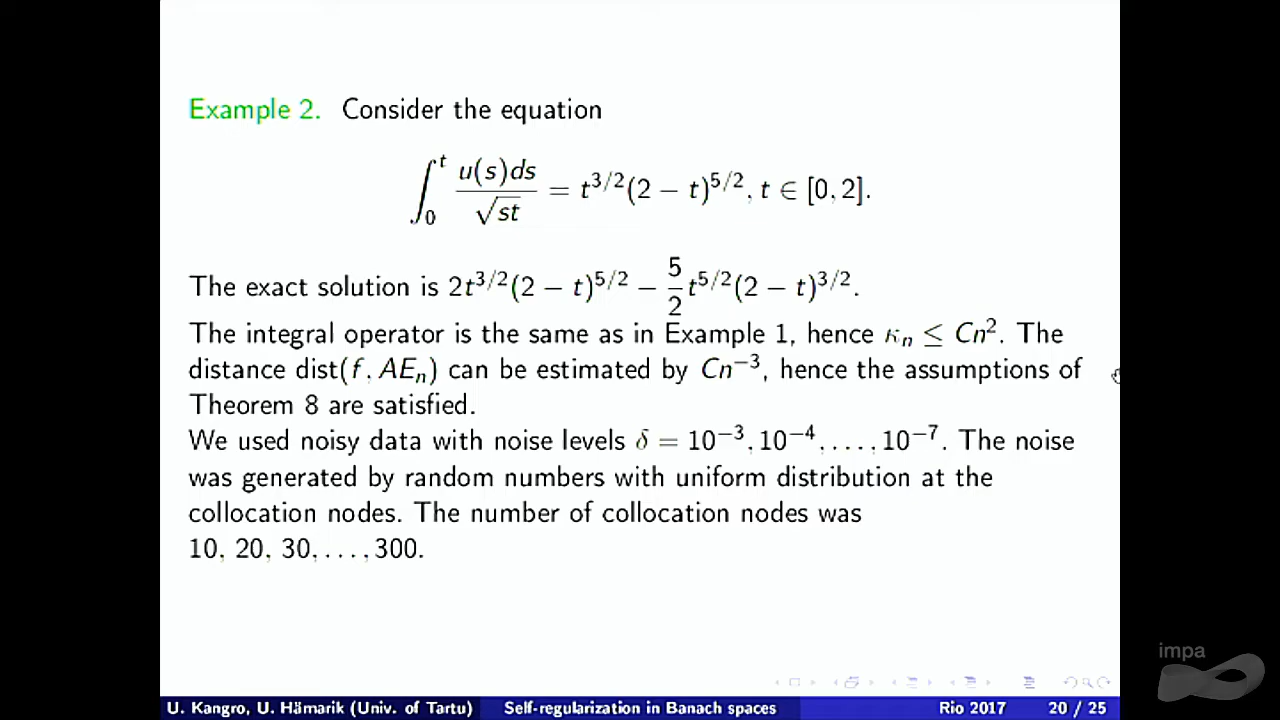 Example 2. Consider the equation
∫₀ᵗ u(s)ds / √st = t^{3/2}(2 − t)^{5/2}, t ∈ [0, 2].
The exact solution is 2t^{3/2}(2 − t)^{5/2} − 5/2 t^{5/2}(2 − t)^{3/2}.
The integral operator is the same as in Example 1, hence κₙ ≤ Cn². The
distance dist(f, AEₙ) can be estimated by Cn⁻³, hence the assumptions of
Theorem 8 are satisfied.
We used noisy data with noise levels δ = 10⁻³, 10⁻⁴, . . . , 10⁻⁷. The noise
was generated by random numbers with uniform distribution at the
collocation nodes. The number of collocation nodes was
10, 20, 30, . . . , 300.
impa
U. Kangro, U. Hämarik (Univ. of Tartu) Self-regularization in Banach spaces Rio 2017 20 / 25